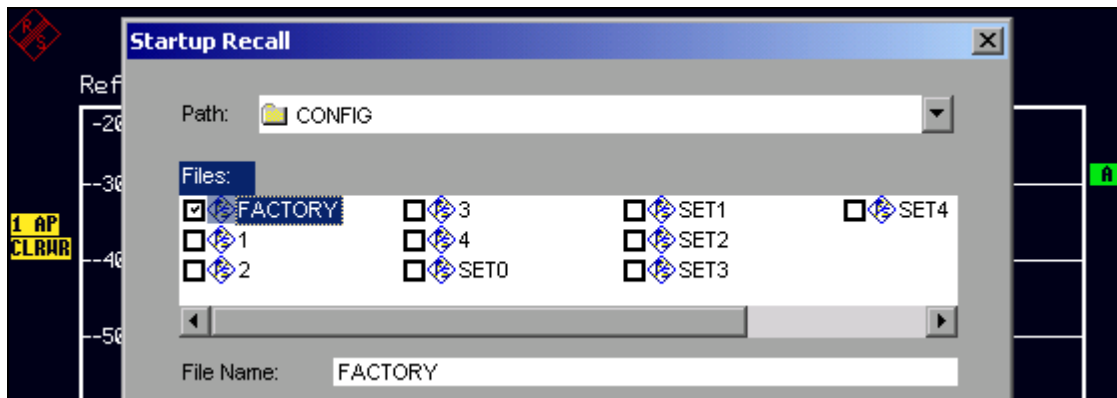 R S
Startup Recall
Ref
Path: CONFIG
-20
Files:
--30
A
FACTORY 3 SET1 SET4
1 AP
1 4 SET2
CLRWR
--40
2 SET0 SET3
--50
File Name: FACTORY